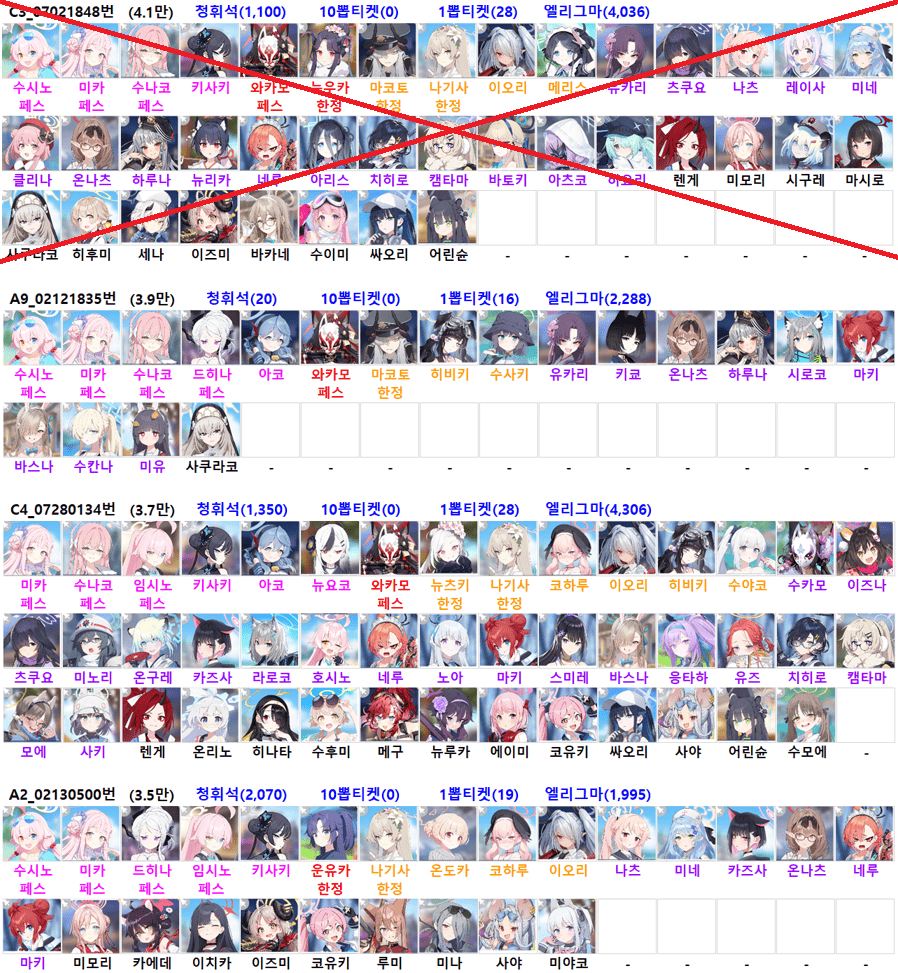 C3_07021848번 (4.1만) 청휘석(1,100) 10뽑티켓(0) 1뽑티켓(28) 엘리그마(4,036)
수시노 미카 수나코 키사키 와카모 뉴우카 마코토 나기사 이오리 메리스 유카리 츠쿠요 나츠 레이사 미네
페스 페스 페스 페스 한정 한정 한정
클리나 온나츠 하루나 뉴리카 네루 아리스 치히로 캠타마 바토키 아츠코 히요리 렌게 미모리 시구레 마시로
사쿠라코 히후미 세나 이즈미 바카네 수이미 싸오리 어린슌 - - - - - - -
A9_02121835번 (3.9만) 청휘석(20) 10뽑티켓(0) 1뽑티켓(16) 엘리그마(2,288)
수시노 미카 수나코 드히나 아코 와카모 마코토 히비키 수사키 유카리 키쿄 온나츠 하루나 시로코 마키
페스 페스 페스 페스 페스 한정
바스나 수칸나 미유 사쿠라코 - - - - - - - - - - -
C4_07280134번 (3.7만) 청휘석(1,350) 10뽑티켓(0) 1뽑티켓(28) 엘리그마(4,306)
미카 수나코 임시노 키사키 아코 뉴요코 와카모 뉴츠키 나기사 코하루 이오리 히비키 수야코 수카모 이즈나
페스 페스 페스 페스 한정 한정
츠쿠요 미노리 온구레 카즈사 라로코 호시노 네루 노아 마키 스미레 바스나 응타하 유즈 치히로 캠타마
모에 사키 렌게 온리노 히나타 수후미 메구 뉴루카 에이미 코유키 싸오리 사야 어린슌 수모에 -
A2_02130500번 (3.5만) 청휘석(2,070) 10뽑티켓(0) 1뽑티켓(19) 엘리그마(1,995)
수시노 미카 드히나 임시노 키사키 운유카 나기사 온도카 코하루 이오리 나츠 미네 카즈사 온나츠 네루
페스 페스 페스 페스 한정 한정
마키 미모리 카에데 이치카 이즈미 코유키 루미 미나 사야 미야코 - - - - -